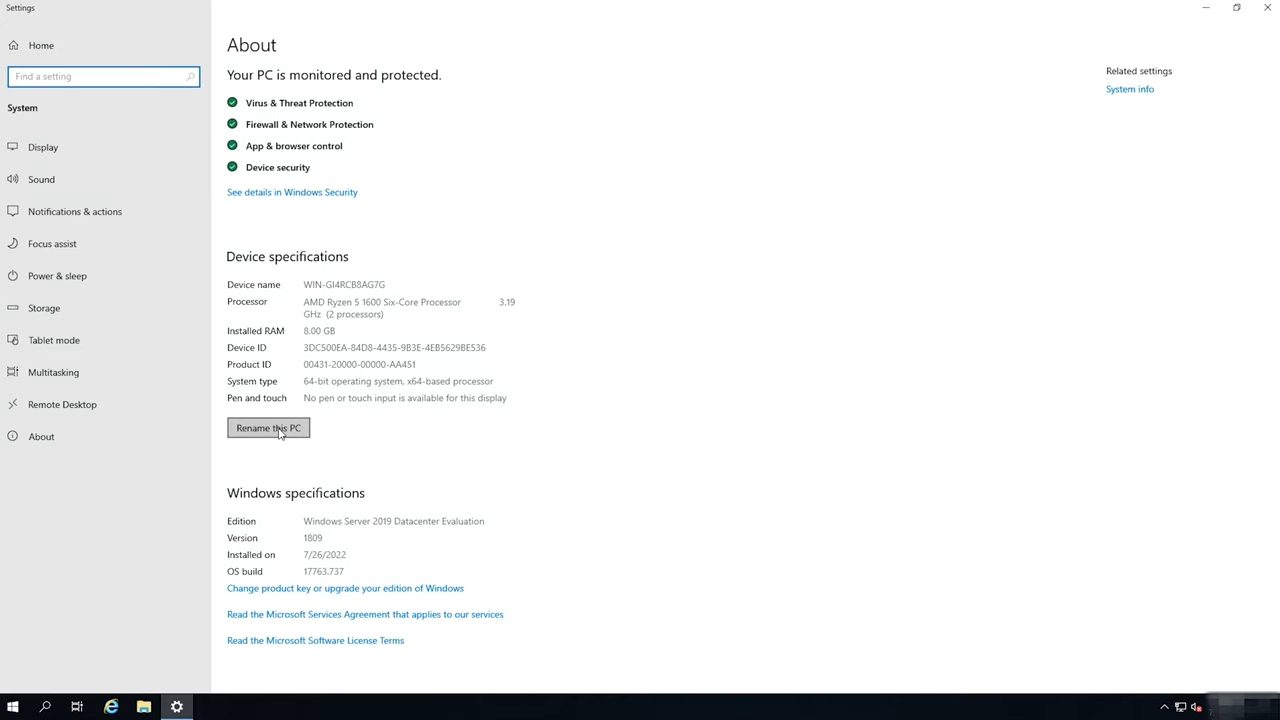 Settings
Home
Find a setting
System
Display
Sound
Notifications & actions
Focus assist
Power & sleep
Storage
Tablet mode
Multitasking
Remote Desktop
About
About
Your PC is monitored and protected.
Virus & Threat Protection
Firewall & Network Protection
App & browser control
Device security
See details in Windows Security
Device specifications
Device name WIN-GI4RCB8AG7G
Processor AMD Ryzen 5 1600 Six-Core Processor 3.19
GHz (2 processors)
Installed RAM 8.00 GB
Device ID 3DC500EA-84D8-4435-9B3E-4EB5629BE536
Product ID 00431-20000-00000-AA451
System type 64-bit operating system, x64-based processor
Pen and touch No pen or touch input is available for this display
Rename this PC
Windows specifications
Edition Windows Server 2019 Datacenter Evaluation
Version 1809
Installed on 7/26/2022
OS build 17763.737
Change product key or upgrade your edition of Windows
Read the Microsoft Services Agreement that applies to our services
Read the Microsoft Software License Terms
Related settings
System info